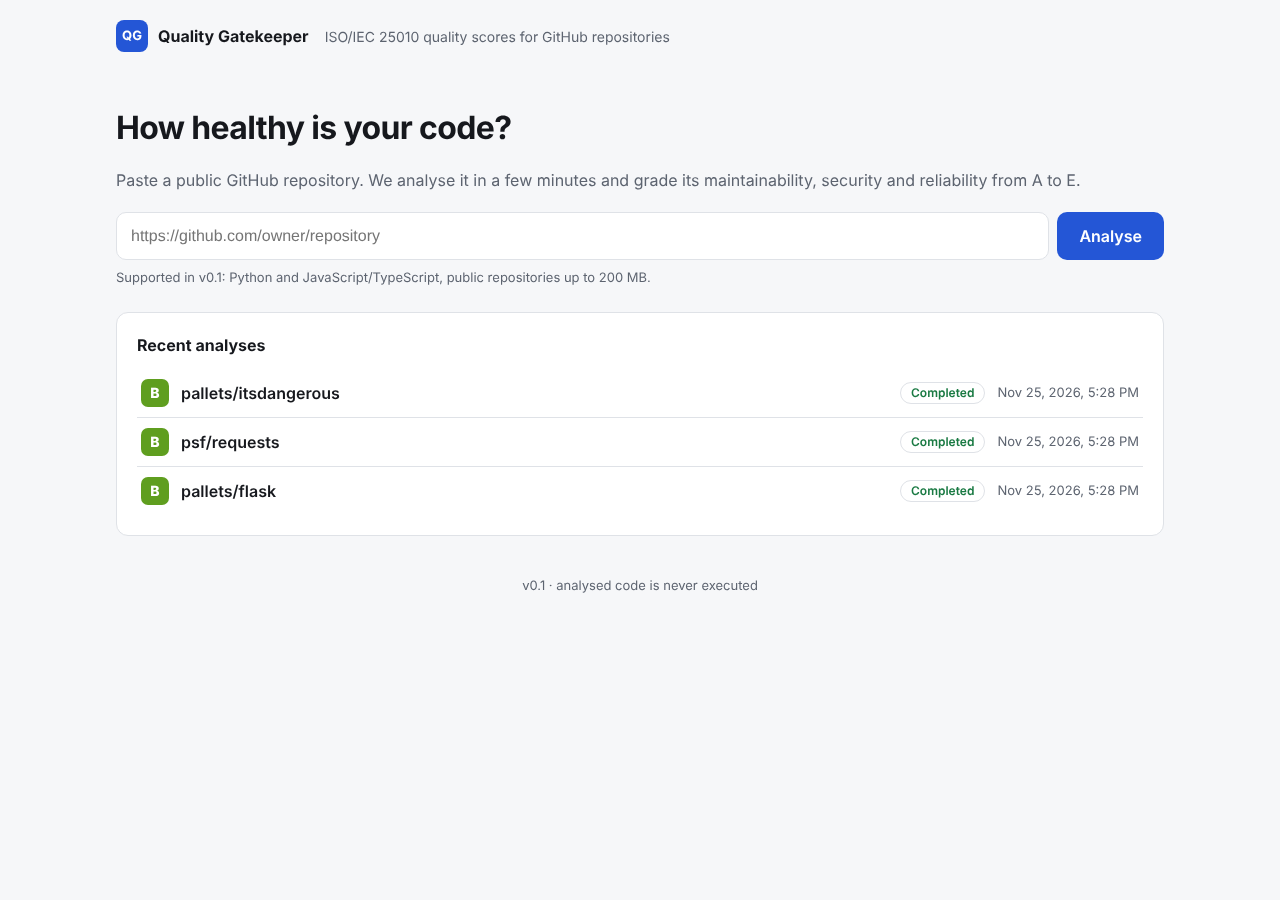 QG Quality Gatekeeper ISO/IEC 25010 quality scores for GitHub repositories
How healthy is your code?
Paste a public GitHub repository. We analyse it in a few minutes and grade its maintainability, security and reliability from A to E.
https://github.com/owner/repository Analyse
Supported in v0.1: Python and JavaScript/TypeScript, public repositories up to 200 MB.
Recent analyses
B pallets/itsdangerous Completed Nov 25, 2026, 5:28 PM
B psf/requests Completed Nov 25, 2026, 5:28 PM
B pallets/flask Completed Nov 25, 2026, 5:28 PM
v0.1 · analysed code is never executed